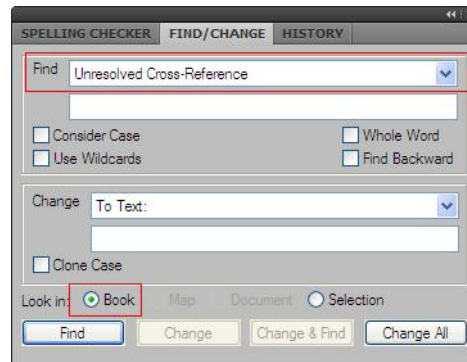 SPELLING CHECKER FIND/CHANGE HISTORY
Find Unresolved Cross-Reference
Consider Case Whole Word
Use Wildcards Find Backward
Change To Text:
Clone Case
Look in: Book Map Document Selection
Find Change Change & Find Change All